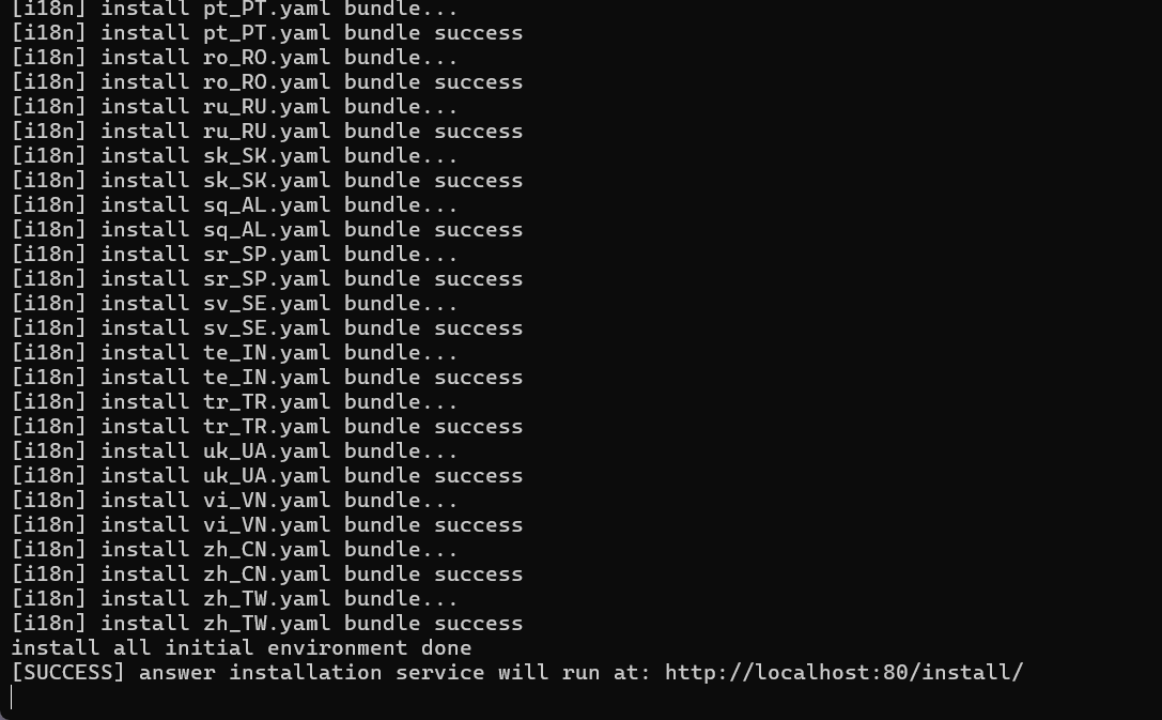 [i18n] install pt_PT.yaml bundle...
[i18n] install pt_PT.yaml bundle success
[i18n] install ro_RO.yaml bundle...
[i18n] install ro_RO.yaml bundle success
[i18n] install ru_RU.yaml bundle...
[i18n] install ru_RU.yaml bundle success
[i18n] install sk_SK.yaml bundle...
[i18n] install sk_SK.yaml bundle success
[i18n] install sq_AL.yaml bundle...
[i18n] install sq_AL.yaml bundle success
[i18n] install sr_SP.yaml bundle...
[i18n] install sr_SP.yaml bundle success
[i18n] install sv_SE.yaml bundle...
[i18n] install sv_SE.yaml bundle success
[i18n] install te_IN.yaml bundle...
[i18n] install te_IN.yaml bundle success
[i18n] install tr_TR.yaml bundle...
[i18n] install tr_TR.yaml bundle success
[i18n] install uk_UA.yaml bundle...
[i18n] install uk_UA.yaml bundle success
[i18n] install vi_VN.yaml bundle...
[i18n] install vi_VN.yaml bundle success
[i18n] install zh_CN.yaml bundle...
[i18n] install zh_CN.yaml bundle success
[i18n] install zh_TW.yaml bundle...
[i18n] install zh_TW.yaml bundle success
install all initial environment done
[SUCCESS] answer installation service will run at: http://localhost:80/install/